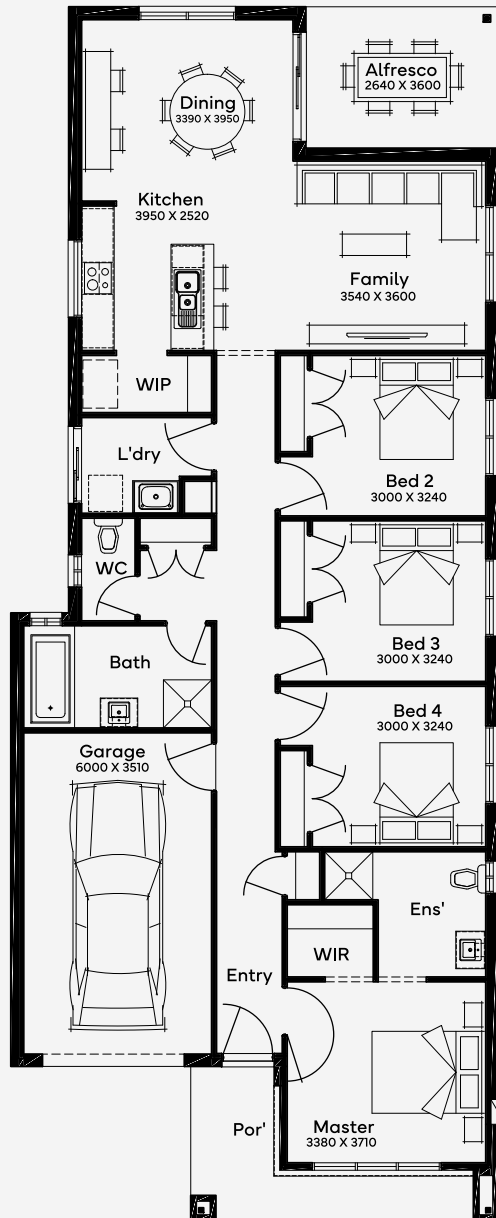 Alfresco
2640 X 3600
Dining
3390 X 3950
Kitchen
3950 X 2520
Family
3540 X 3600
WIP
L'dry
Bed 2
3000 X 3240
WC
Bed 3
3000 X 3240
Bath
Bed 4
3000 X 3240
Garage
6000 X 3510
Ens'
WIR
Entry
Por'
Master
3380 X 3710